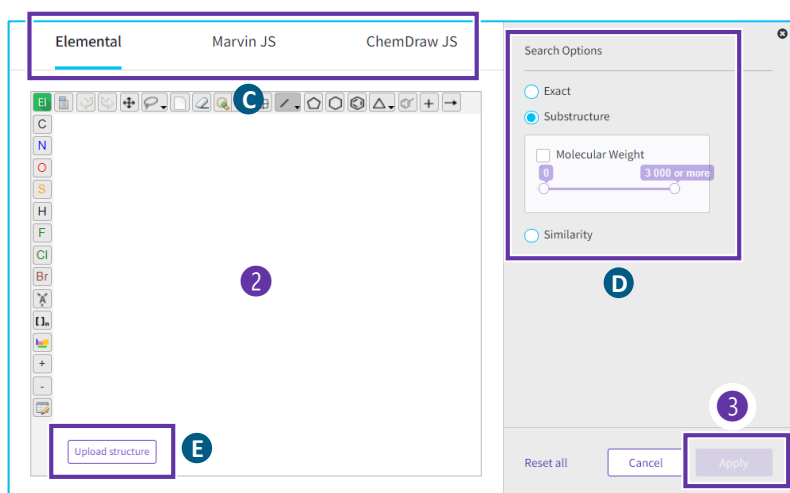 Elemental Marvin JS ChemDraw JS
C
El
C
N
O
S
H
F
Cl
Br
A
[ ]n
+
-
2
Upload structure
E
Search Options
Exact
Substructure
Molecular Weight
0 3 000 or more
Similarity
D
3
Reset all Cancel Apply